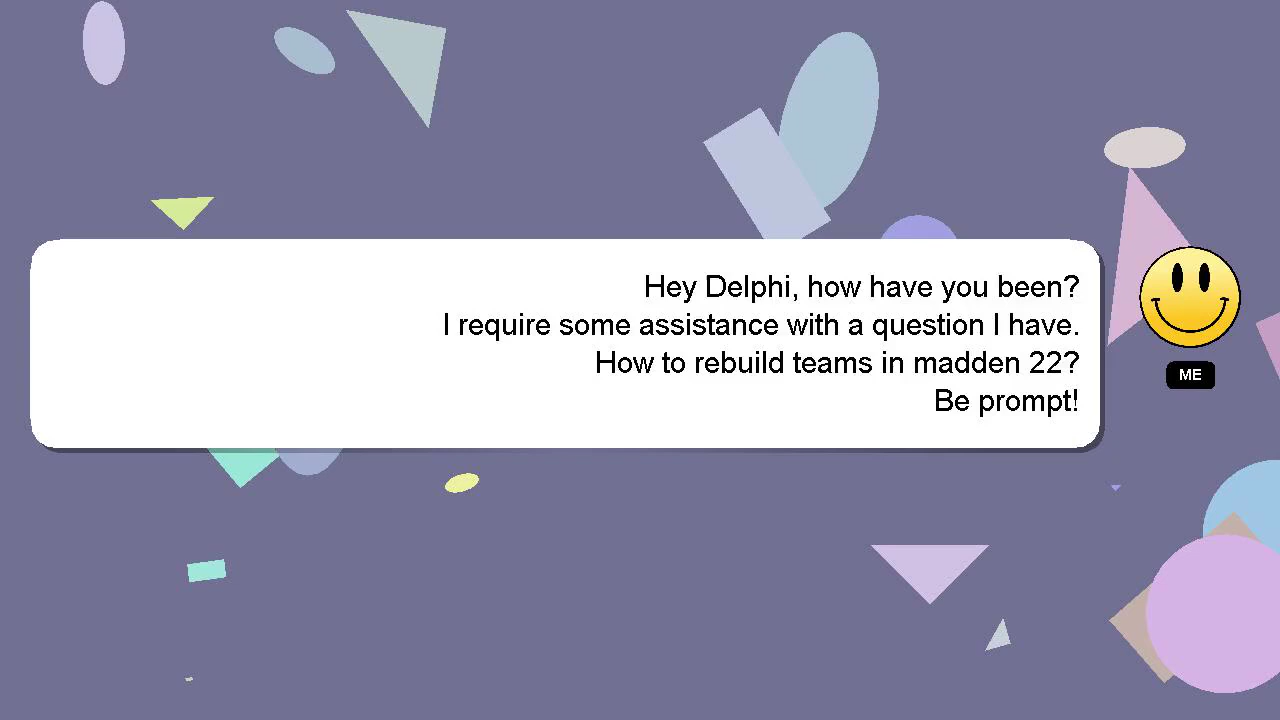 Hey Delphi, how have you been?
I require some assistance with a question I have.
How to rebuild teams in madden 22?
Be prompt!
ME